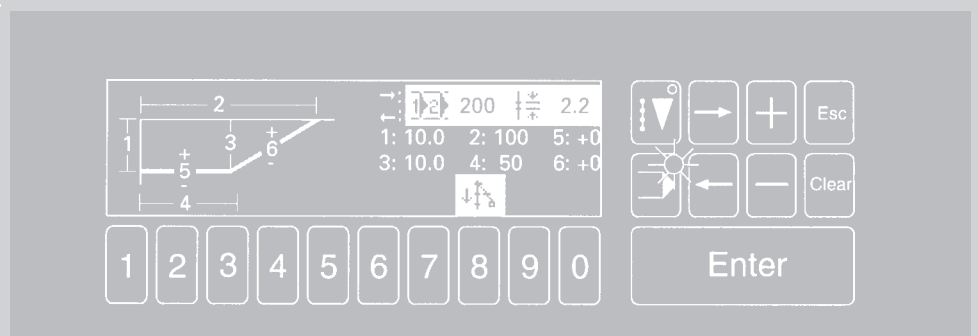 2
1 2 200 2.2
1: 10.0 2: 100 5: +0
3: 10.0 4: 50 6: +0
1 + 5 - 3 + 6 -
4
Esc
Clear
1 2 3 4 5 6 7 8 9 0
Enter